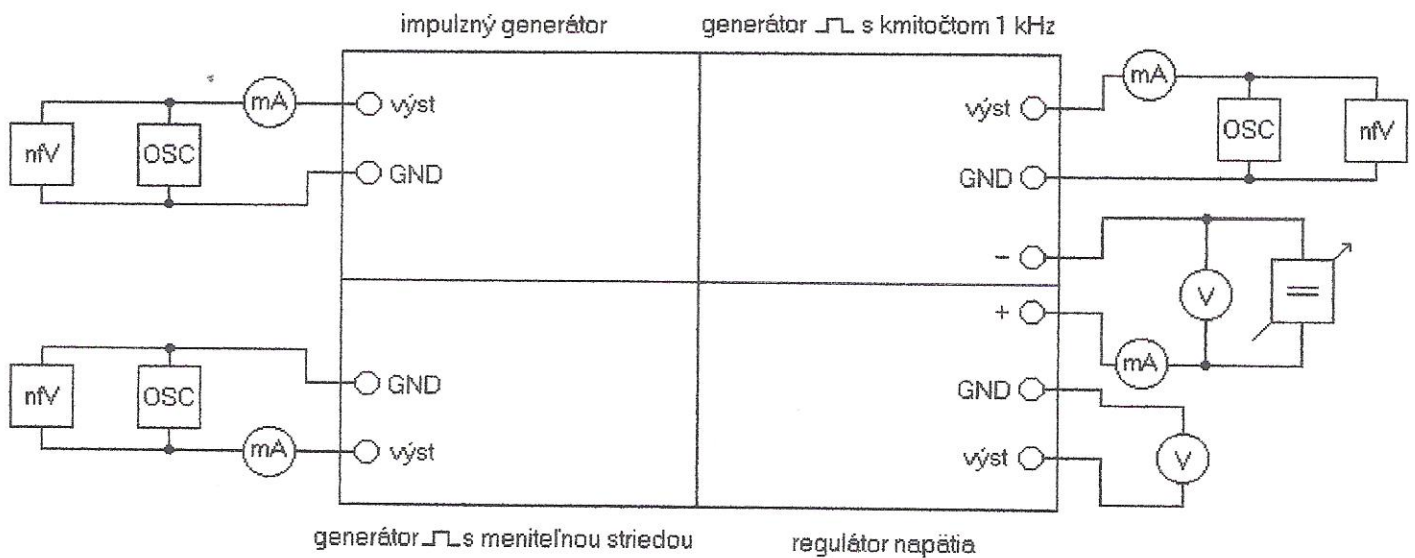 impulzný generátor
generátor s kmitočtom 1 kHz
mA
výst
nfV
OSC
GND
mA
výst
OSC
nfV
GND
−
V
+
mA
GND
nfV
OSC
GND
mA
výst
výst
V
generátor s meniteľnou striedou
regulátor napätia